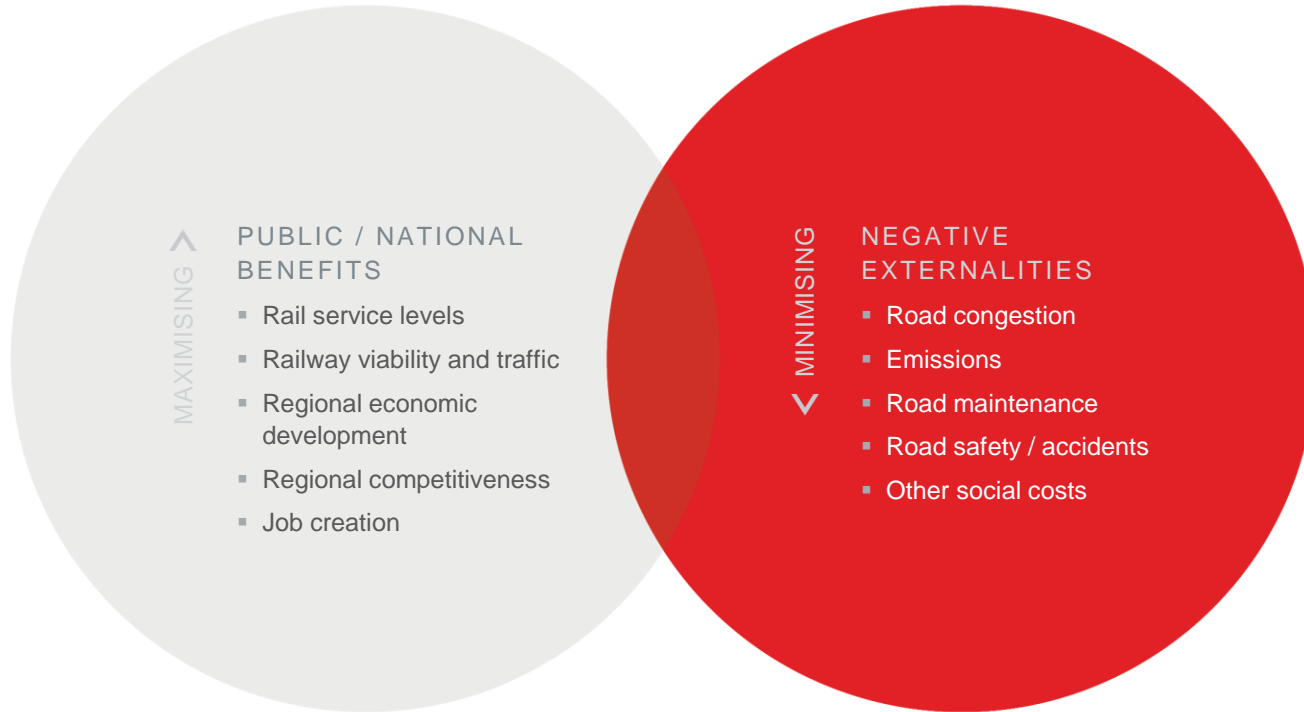 MAXIMISING
PUBLIC / NATIONAL
BENEFITS
▪ Rail service levels
▪ Railway viability and traffic
▪ Regional economic
development
▪ Regional competitiveness
▪ Job creation
MINIMISING
NEGATIVE
EXTERNALITIES
▪ Road congestion
▪ Emissions
▪ Road maintenance
▪ Road safety / accidents
▪ Other social costs